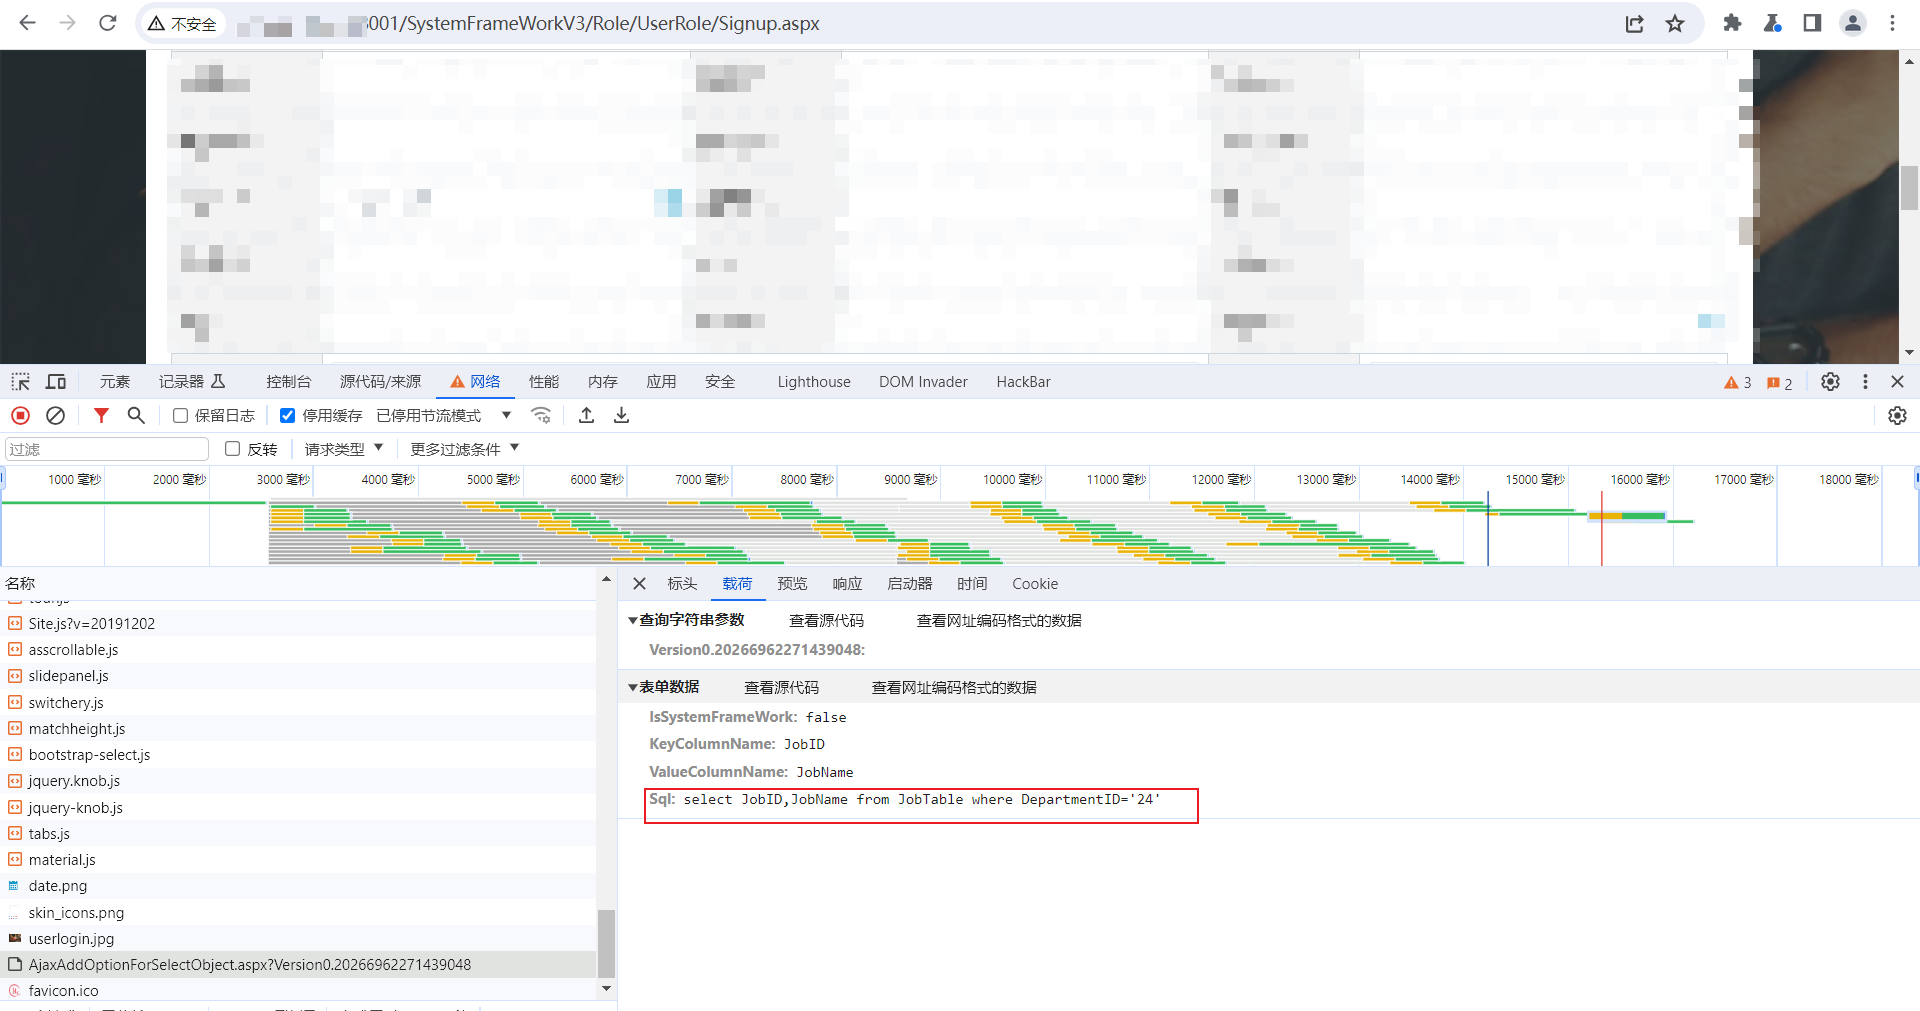 不安全
3001/SystemFrameWorkV3/Role/UserRole/Signup.aspx
元素 记录器 控制台 源代码/来源 网络 性能 内存 应用 安全 Lighthouse DOM Invader HackBar 3 2
保留日志 停用缓存 已停用节流模式
过滤 反转 请求类型 更多过滤条件
1000 毫秒 2000 毫秒 3000 毫秒 4000 毫秒 5000 毫秒 6000 毫秒 7000 毫秒 8000 毫秒 9000 毫秒 10000 毫秒 11000 毫秒 12000 毫秒 13000 毫秒 14000 毫秒 15000 毫秒 16000 毫秒 17000 毫秒 18000 毫秒
名称
Site.js?v=20191202
asscrollable.js
slidepanel.js
switchery.js
matchheight.js
bootstrap-select.js
jquery.knob.js
jquery-knob.js
tabs.js
material.js
date.png
skin_icons.png
userlogin.jpg
AjaxAddOptionForSelectObject.aspx?Version0.20266962271439048
favicon.ico
标头 载荷 预览 响应 启动器 时间 Cookie
查询字符串参数 查看源代码 查看网址编码格式的数据
Version0.20266962271439048:
表单数据 查看源代码 查看网址编码格式的数据
IsSystemFrameWork: false
KeyColumnName: JobID
ValueColumnName: JobName
Sql: select JobID,JobName from JobTable where DepartmentID='24'